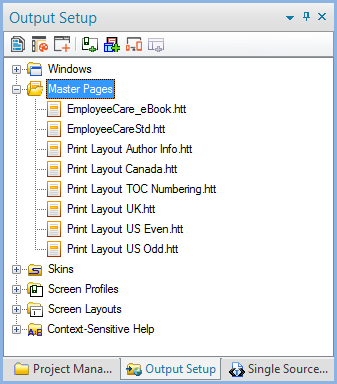 Output Setup
Windows
Master Pages
EmployeeCare_eBook.htt
EmployeeCareStd.htt
Print Layout Author Info.htt
Print Layout Canada.htt
Print Layout TOC Numbering.htt
Print Layout UK.htt
Print Layout US Even.htt
Print Layout US Odd.htt
Skins
Screen Profiles
Screen Layouts
Context-Sensitive Help
Project Mana... Output Setup Single Source...